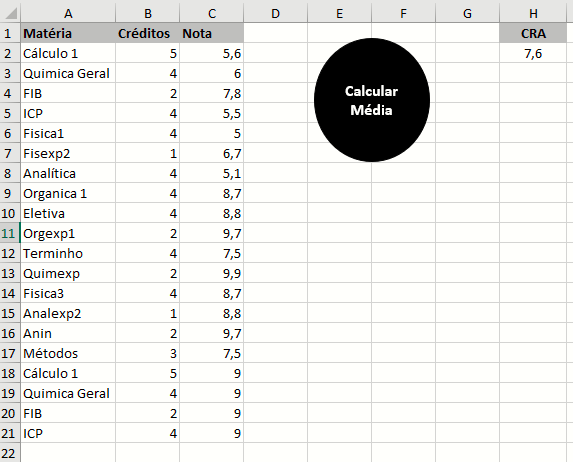 A B C D E F G H
1 Matéria Créditos Nota CRA
2 Cálculo 1 5 5,6 7,6
3 Quimica Geral 4 6
4 FIB 2 7,8
5 ICP 4 5,5
6 Fisica1 4 5
7 Fisexp2 1 6,7
8 Analítica 4 5,1
9 Organica 1 4 8,7
10 Eletiva 4 8,8
11 Orgexp1 2 9,7
12 Terminho 4 7,5
13 Quimexp 2 9,9
14 Fisica3 4 8,7
15 Analexp2 1 8,8
16 Anin 2 9,7
17 Métodos 3 7,5
18 Cálculo 1 5 9
19 Quimica Geral 4 9
20 FIB 2 9
21 ICP 4 9
22
Calcular
Média